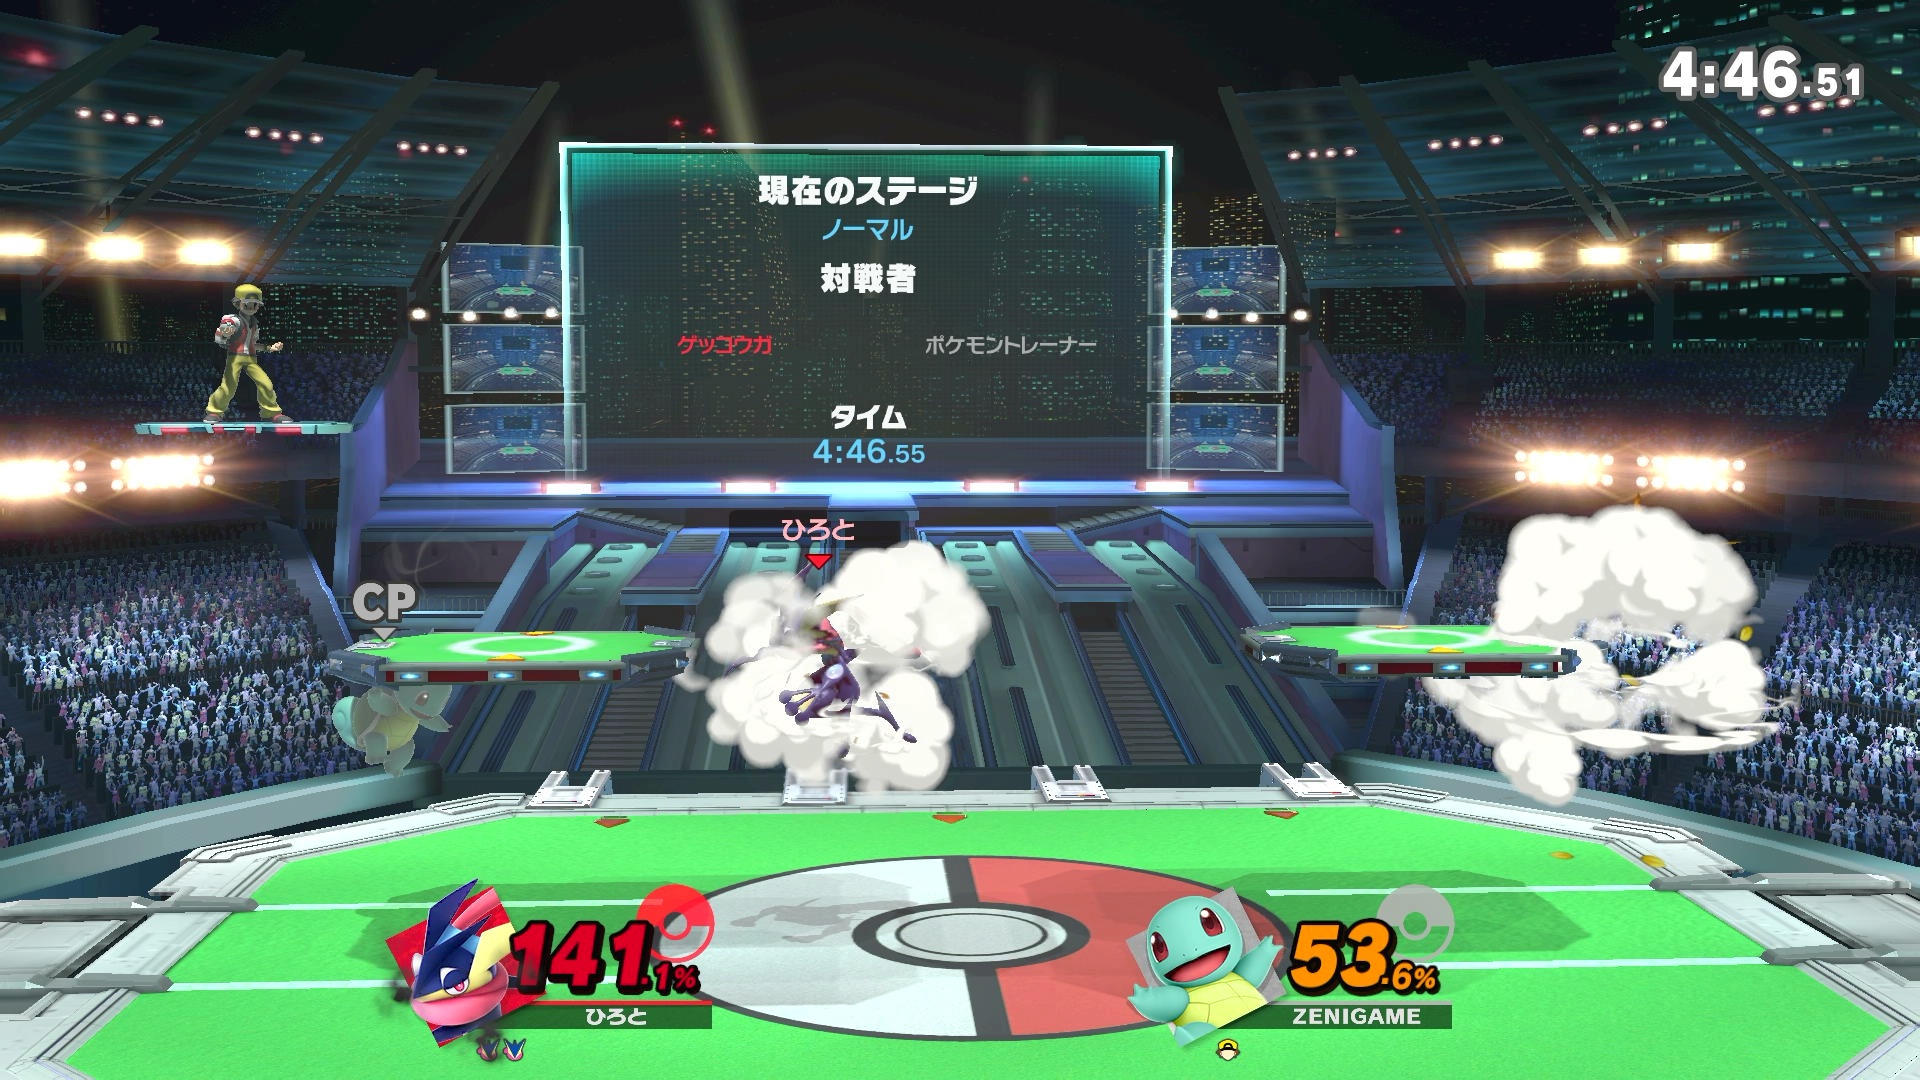 4:46.51
現在のステージ
ノーマル
対戦者
ゲッコウガ
ポケモントレーナー
タイム
4:46.55
ひろと
CP
141.1%
ひろと
53.6%
ZENIGAME